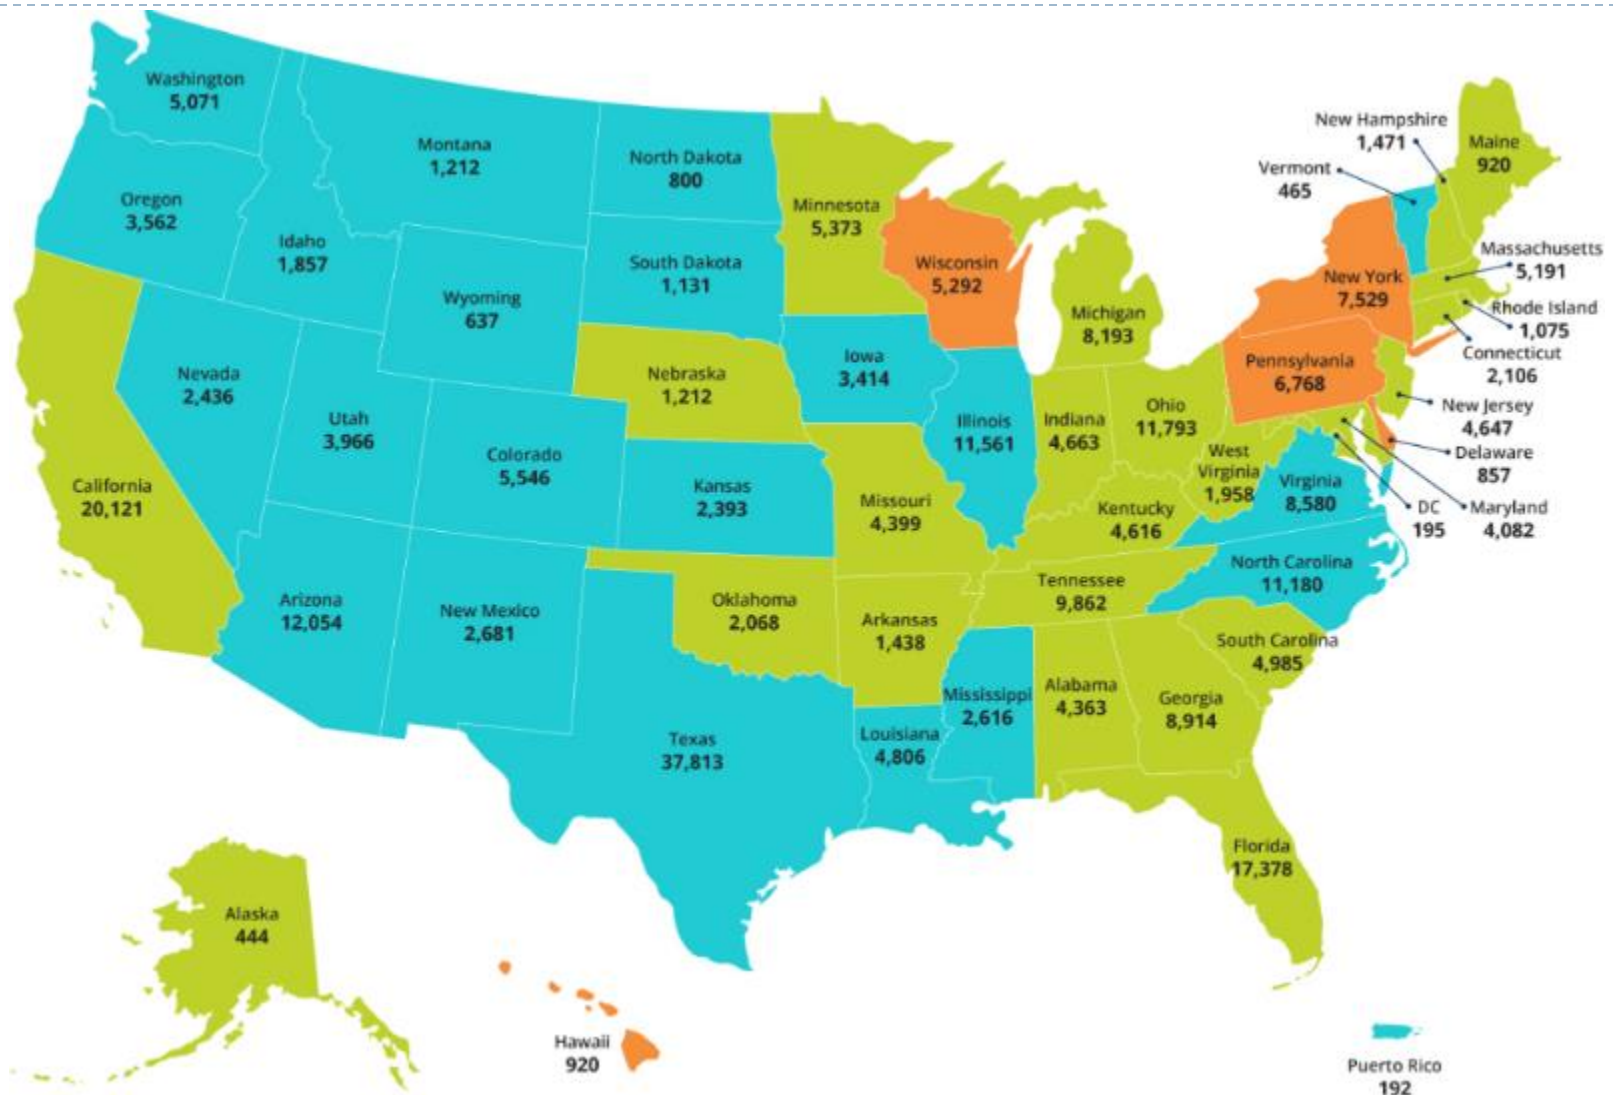 Washington
5,071
Oregon
3,562
Idaho
1,857
Montana
1,212
North Dakota
800
South Dakota
1,131
Wyoming
637
Nevada
2,436
Utah
3,966
Colorado
5,546
California
20,121
Arizona
12,054
New Mexico
2,681
Nebraska
1,212
Kansas
2,393
Oklahoma
2,068
Texas
37,813
Minnesota
5,373
Iowa
3,414
Missouri
4,399
Arkansas
1,438
Louisiana
4,806
Wisconsin
5,292
Illinois
11,561
Mississippi
2,616
Michigan
8,193
Indiana
4,663
Ohio
11,793
Kentucky
4,616
Tennessee
9,862
Alabama
4,363
Georgia
8,914
Florida
17,378
South Carolina
4,985
North Carolina
11,180
Virginia
8,580
West
Virginia
1,958
Pennsylvania
6,768
New York
7,529
Vermont
465
New Hampshire
1,471
Maine
920
Massachusetts
5,191
Rhode Island
1,075
Connecticut
2,106
New Jersey
4,647
Delaware
857
Maryland
4,082
DC
195
Alaska
444
Hawaii
920
Puerto Rico
192